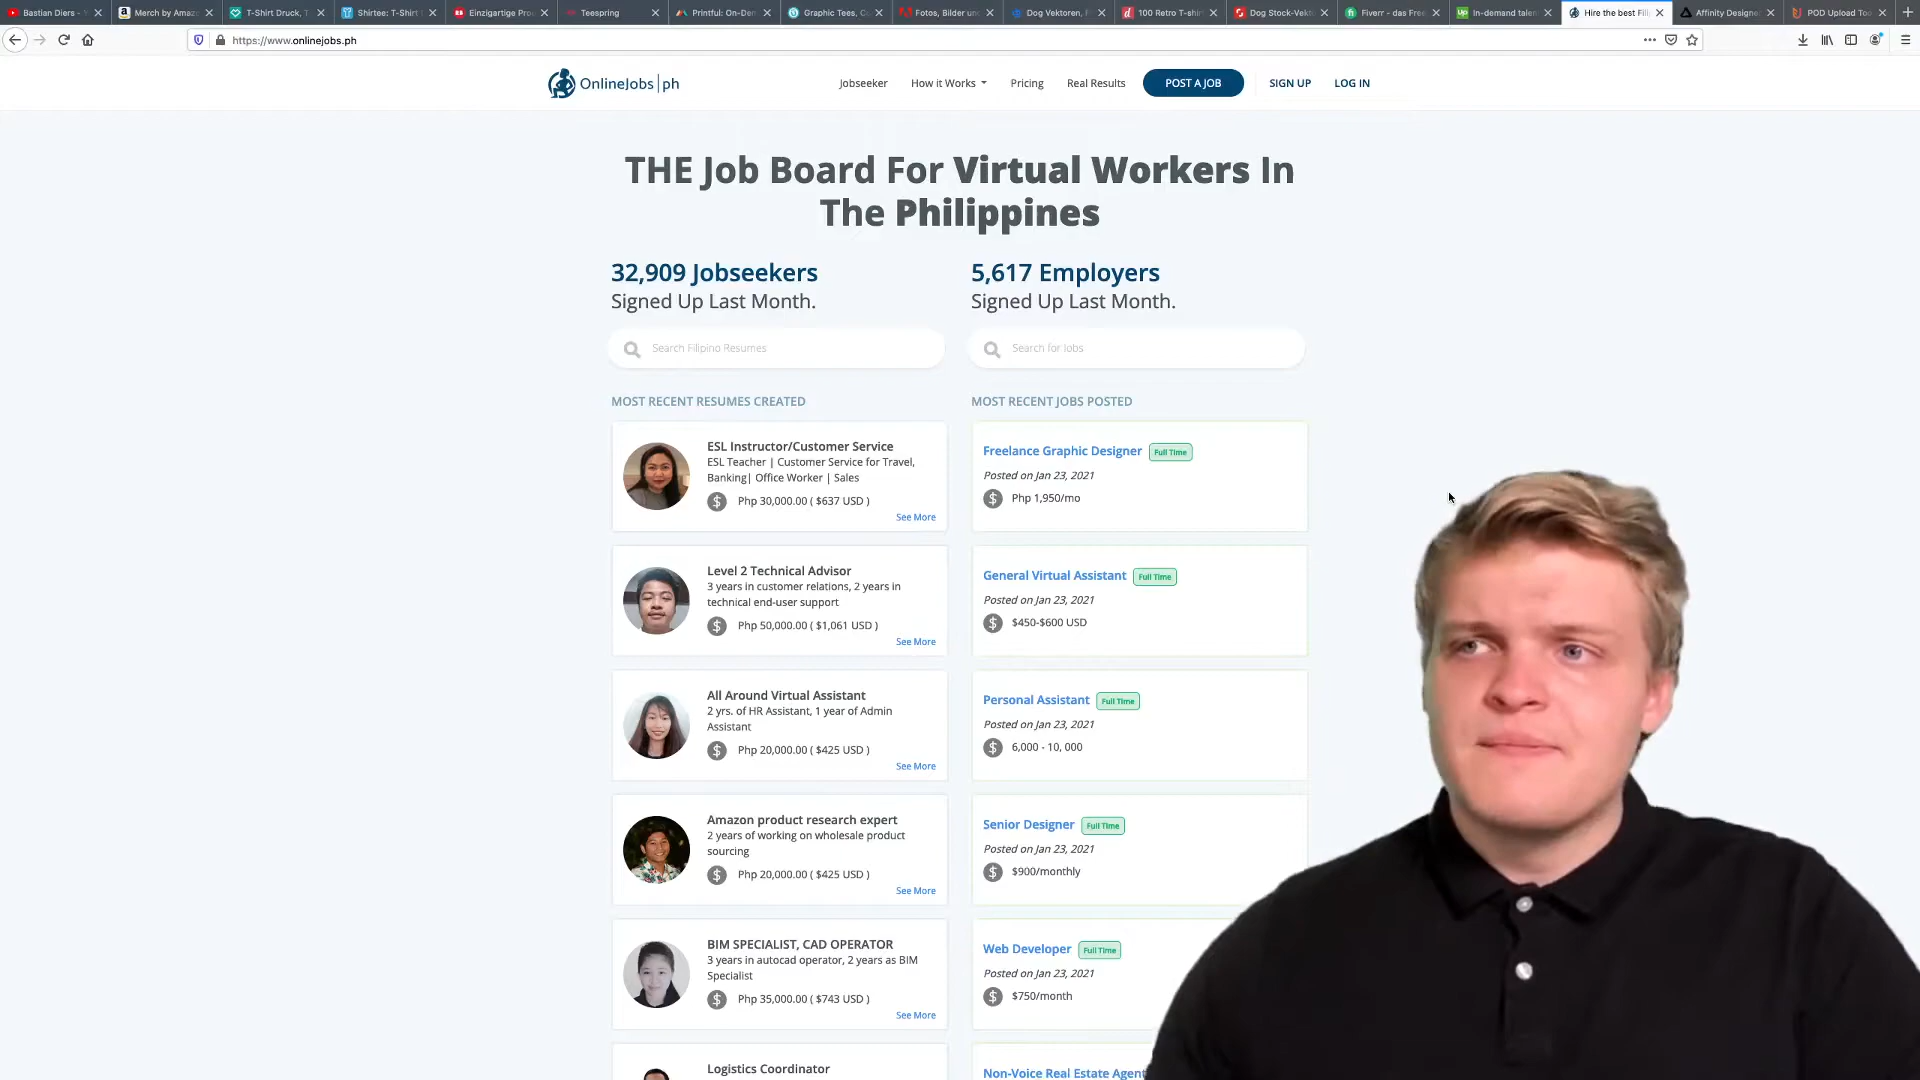 Bastian Diers - Y
Merch by Amaz
T-Shirt Druck, T
Shirtee: T-Shirt
Einzigartige Pro
Teespring
Printful: On-Den
Graphic Tees, Co
Fotos, Bilder un
Dog Vektoren, F
100 Retro T-shir
Dog Stock-Vekt
Fiverr - das Free
In-demand talen
Hire the best Fili
Affinity Designe
POD Upload Too
https://www.onlinejobs.ph
OnlineJobs|ph
Jobseeker
How it Works
Pricing
Real Results
POST A JOB
SIGN UP
LOG IN
THE Job Board For Virtual Workers In
The Philippines
32,909 Jobseekers
Signed Up Last Month.
Search Filipino Resumes
MOST RECENT RESUMES CREATED
ESL Instructor/Customer Service
ESL Teacher | Customer Service for Travel,
Banking| Office Worker | Sales
$ Php 30,000.00 ( $637 USD )
See More
Level 2 Technical Advisor
3 years in customer relations, 2 years in
technical end-user support
$ Php 50,000.00 ( $1,061 USD )
See More
All Around Virtual Assistant
2 yrs. of HR Assistant, 1 year of Admin
Assistant
$ Php 20,000.00 ( $425 USD )
See More
Amazon product research expert
2 years of working on wholesale product
sourcing
$ Php 20,000.00 ( $425 USD )
See More
BIM SPECIALIST, CAD OPERATOR
3 years in autocad operator, 2 years as BIM
Specialist
$ Php 35,000.00 ( $743 USD )
See More
Logistics Coordinator
5,617 Employers
Signed Up Last Month.
Search for Jobs
MOST RECENT JOBS POSTED
Freelance Graphic Designer Full Time
Posted on Jan 23, 2021
$ Php 1,950/mo
General Virtual Assistant Full Time
Posted on Jan 23, 2021
$ $450-$600 USD
Personal Assistant Full Time
Posted on Jan 23, 2021
$ 6,000 - 10, 000
Senior Designer Full Time
Posted on Jan 23, 2021
$ $900/monthly
Web Developer Full Time
Posted on Jan 23, 2021
$ $750/month
Non-Voice Real Estate Agent